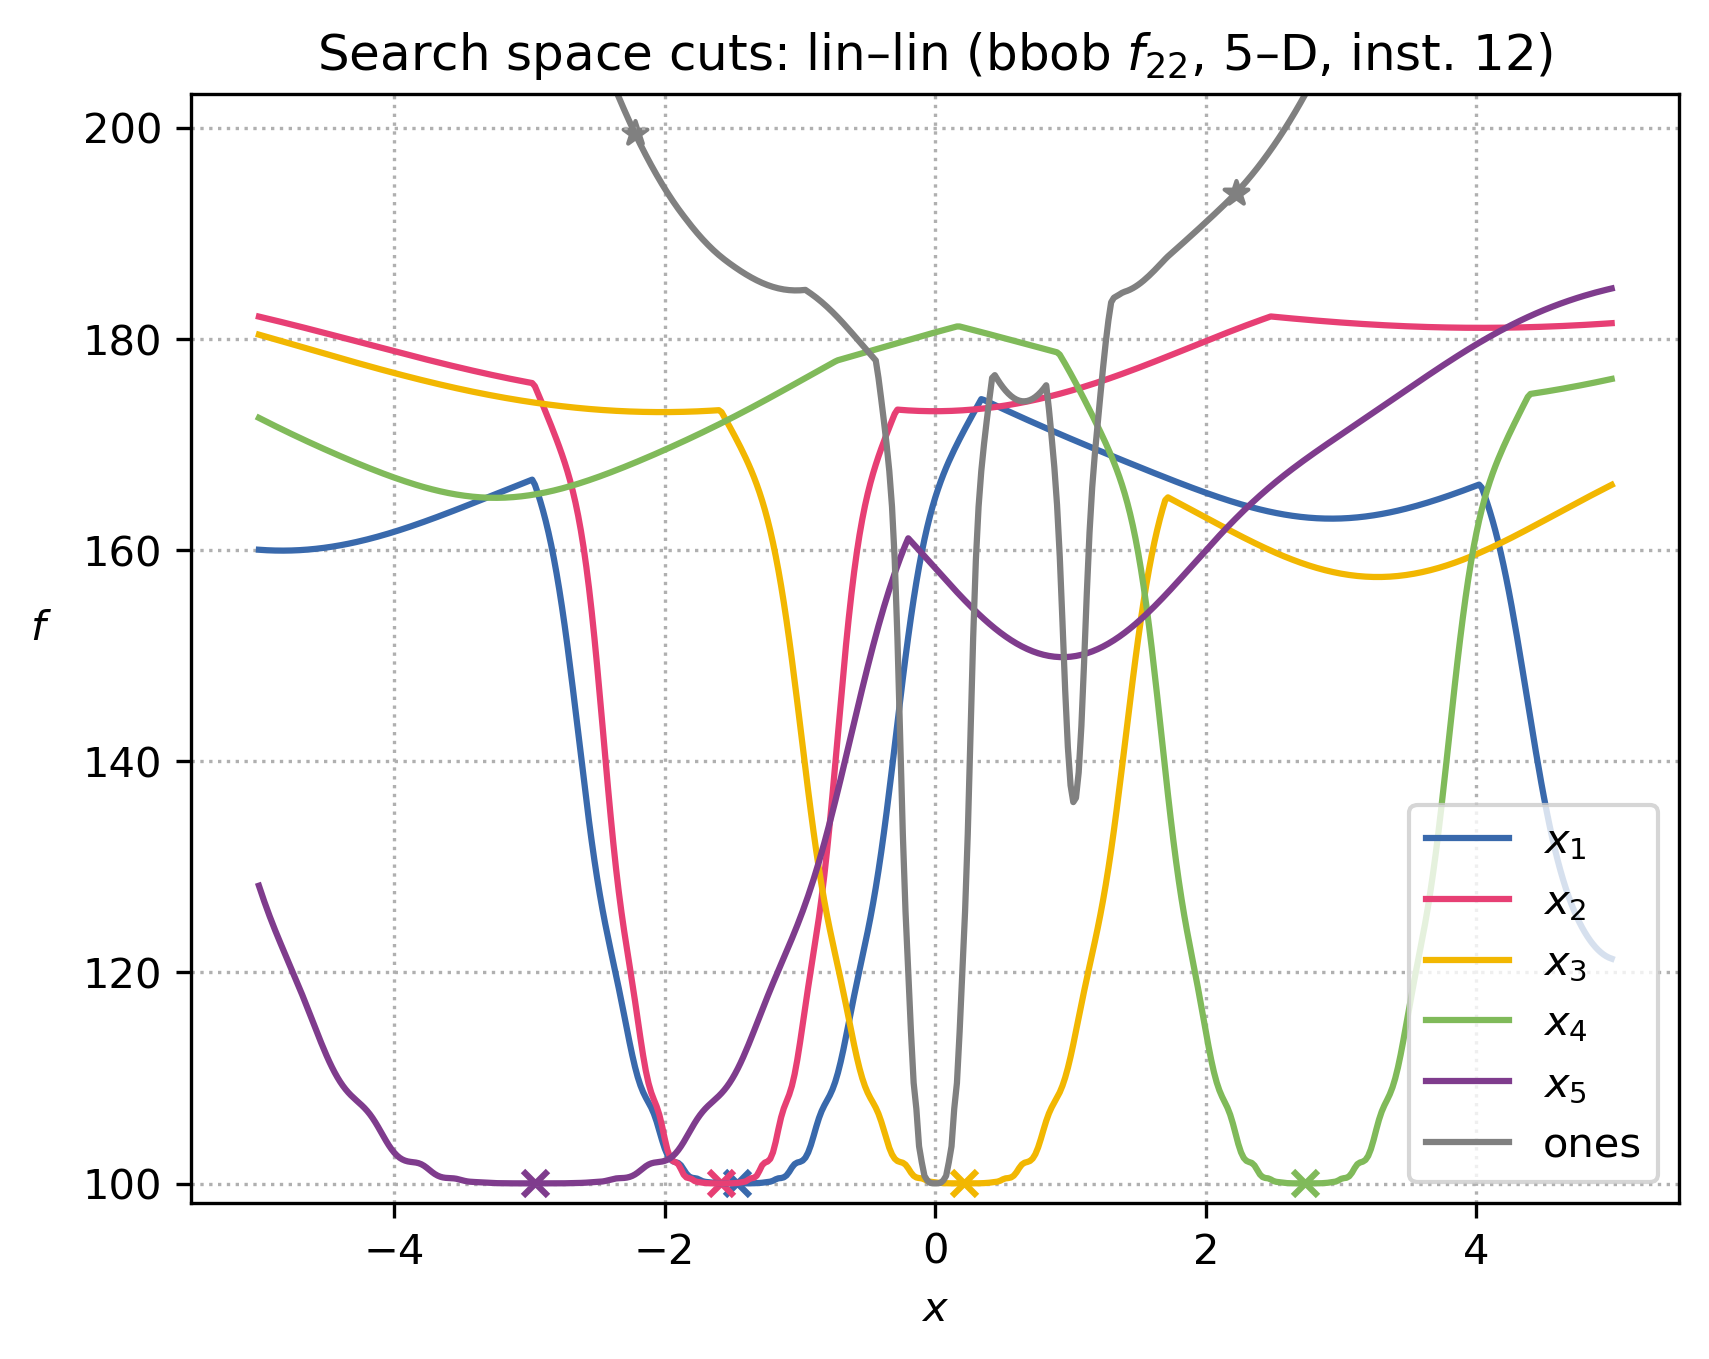 Search space cuts: lin–lin (bbob f₂₂, 5–D, inst. 12)
200
180
160
140
120
100
f
−4
−2
0
2
4
x
x₁
x₂
x₃
x₄
x₅
ones